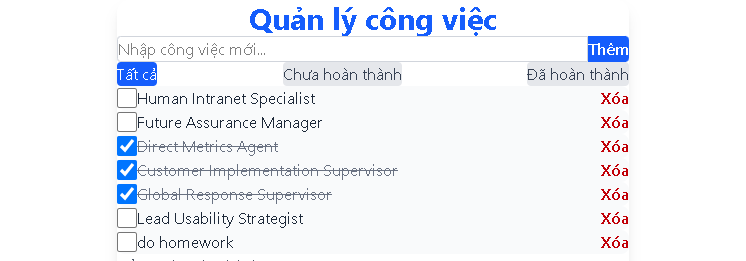 Quản lý công việc
Nhập công việc mới... Thêm
Tất cả Chưa hoàn thành Đã hoàn thành
Human Intranet Specialist Xóa
Future Assurance Manager Xóa
Direct Metrics Agent Xóa
Customer Implementation Supervisor Xóa
Global Response Supervisor Xóa
Lead Usability Strategist Xóa
do homework Xóa